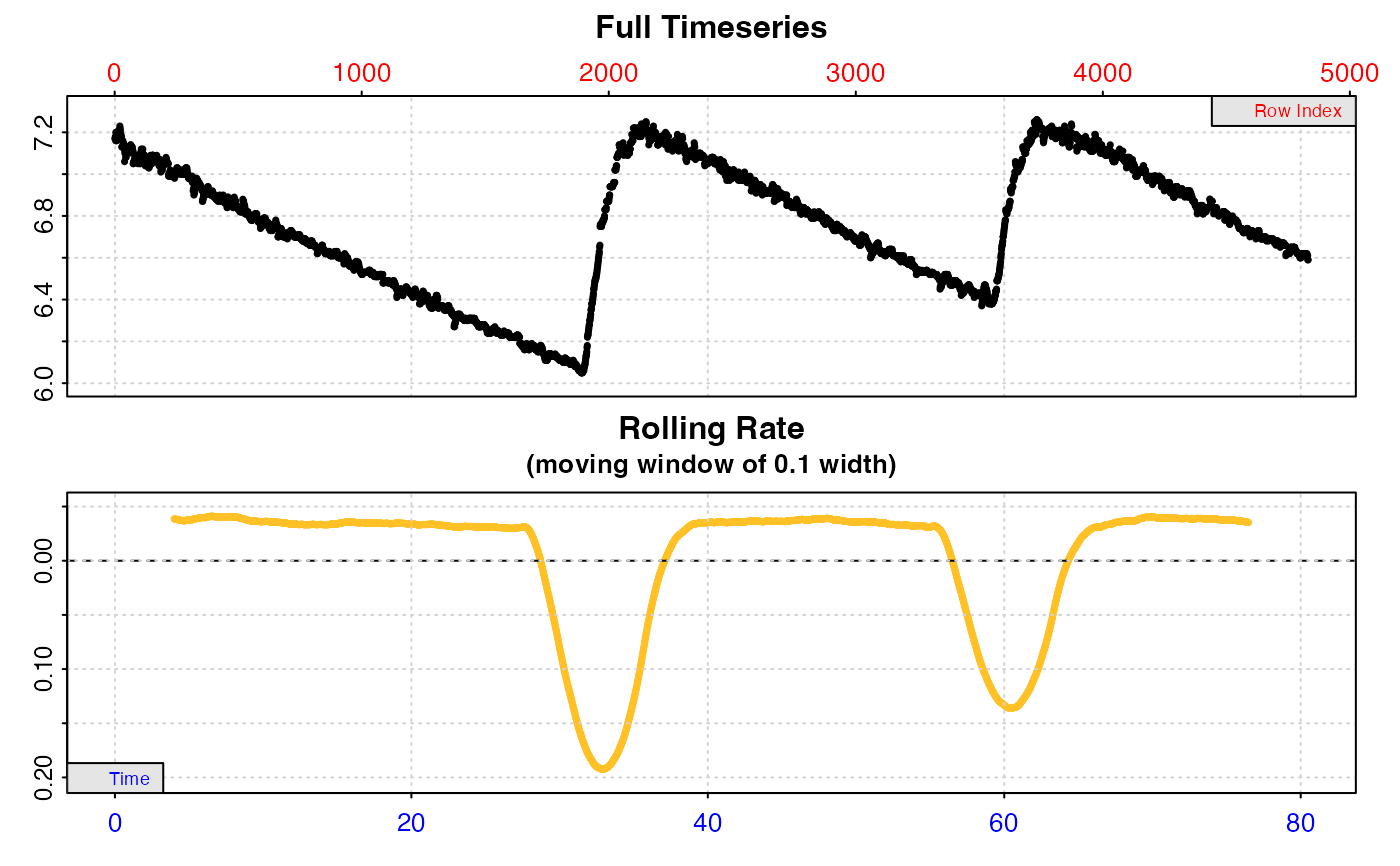 Full Timeseries
0 1000 2000 3000 4000 5000
Row Index
7.2
6.8
6.4
6.0
Rolling Rate
(moving window of 0.1 width)
0.00
0.10
0.20
Time
0 20 40 60 80